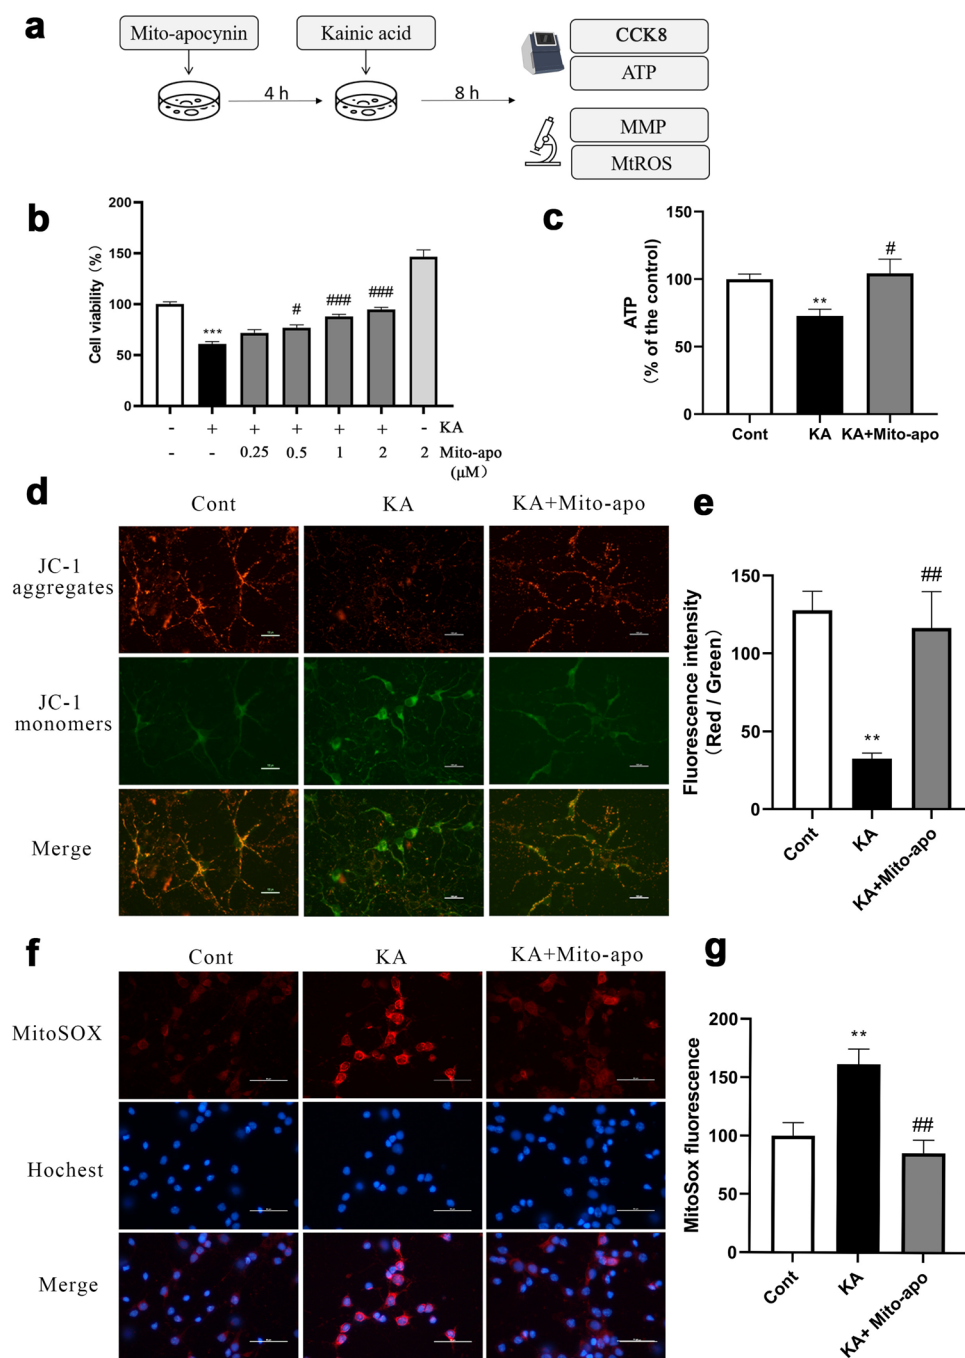 a
Mito-apocynin
Kainic acid
4 h
8 h
CCK8
ATP
MMP
MtROS
b
Cell viability (%)
200
150
100
50
0
***
#
###
###
- + + + + + - KA
- - 0.25 0.5 1 2 2 Mito-apo
(μM)
c
ATP
(% of the control)
150
100
50
0
**
#
Cont KA KA+Mito-apo
d
Cont KA KA+Mito-apo
JC-1
aggregates
JC-1
monomers
Merge
e
Fluorescence intensity
(Red / Green)
150
100
50
0
**
##
Cont
KA
KA+Mito-apo
f
Cont KA KA+Mito-apo
MitoSOX
Hochest
Merge
g
MitoSox fluorescence
200
150
100
50
0
**
##
Cont
KA
KA+ Mito-apo